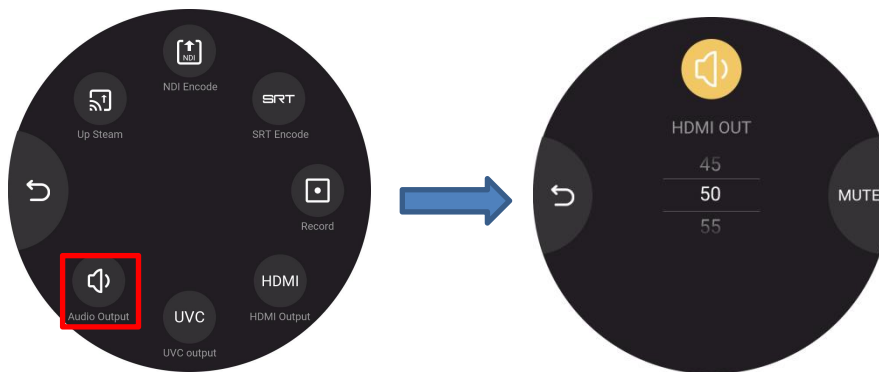 NDI
NDI Encode
Up Steam
SRT
SRT Encode
Record
Audio Output
UVC
UVC output
HDMI
HDMI Output
HDMI OUT
45
50
55
MUTE